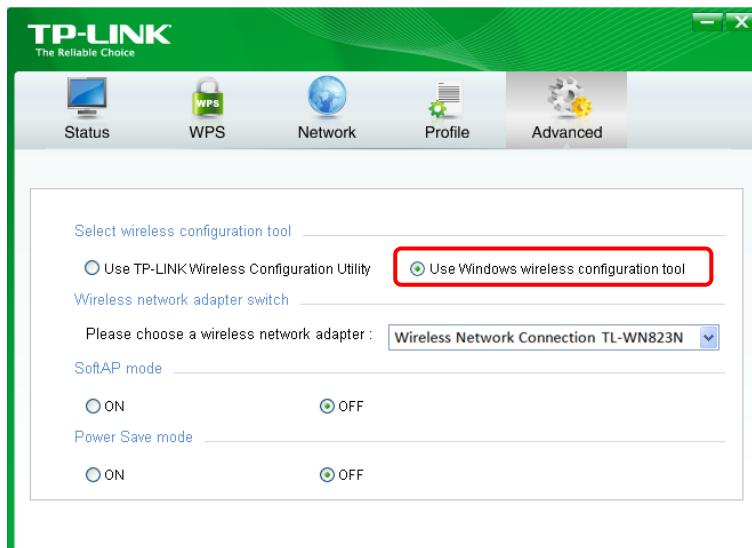 TP-LINK
The Reliable Choice
Status WPS Network Profile Advanced
WPS
Select wireless configuration tool
Use TP-LINK Wireless Configuration Utility Use Windows wireless configuration tool
Wireless network adapter switch
Please choose a wireless network adapter : Wireless Network Connection TL-WN823N
SoftAP mode
ON OFF
Power Save mode
ON OFF